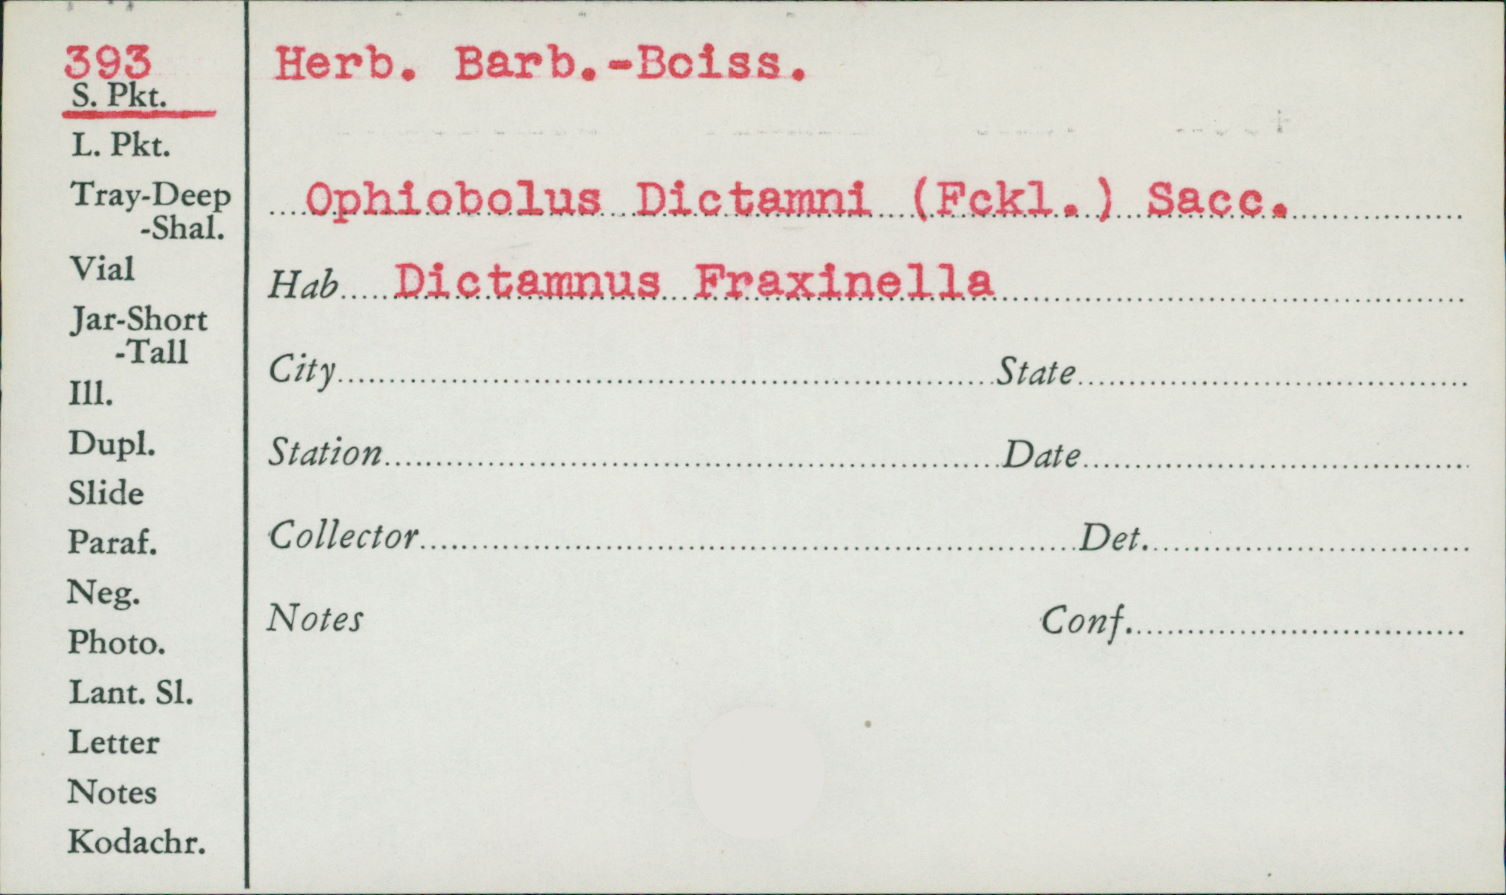 393
S. Pkt.
L. Pkt.
Tray-Deep
-Shal.
Vial
Jar-Short
-Tall
Ill.
Dupl.
Slide
Paraf.
Neg.
Photo.
Lant. Sl.
Letter
Notes
Kodachr.
Herb. Barb.-Boiss.
Ophiobolus Dictamni (Fckl.) Sacc.
Hab. Dictamnus Fraxinella
City State
Station Date
Collector Det.
Notes Conf.